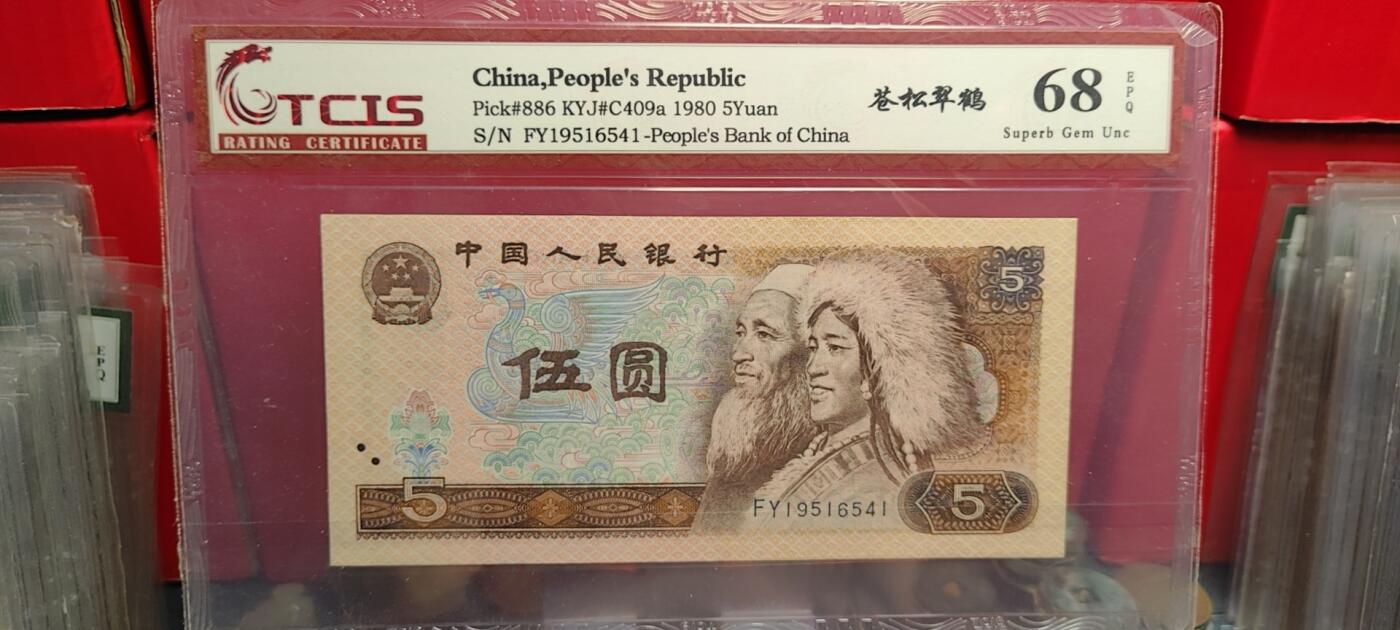 TCIS
RATING CERTIFICATE
China,People's Republic
Pick#886 KYJ#C409a 1980 5Yuan
S/N FY19516541-People's Bank of China
苍松翠鹤
68
EPQ
Superb Gem Unc
中国人民银行
5
伍圆
5
FY19516541
5
EPQ